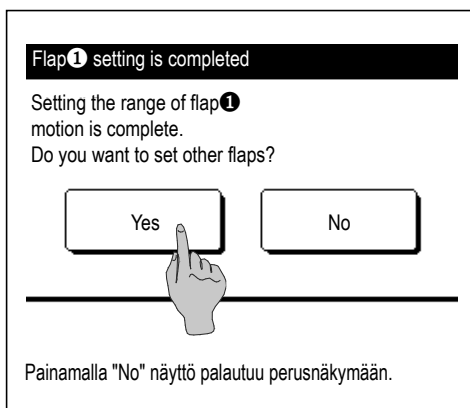 Flap❶ setting is completed
Setting the range of flap❶
motion is complete.
Do you want to set other flaps?
Yes
No
Painamalla "No" näyttö palautuu perusnäkymään.